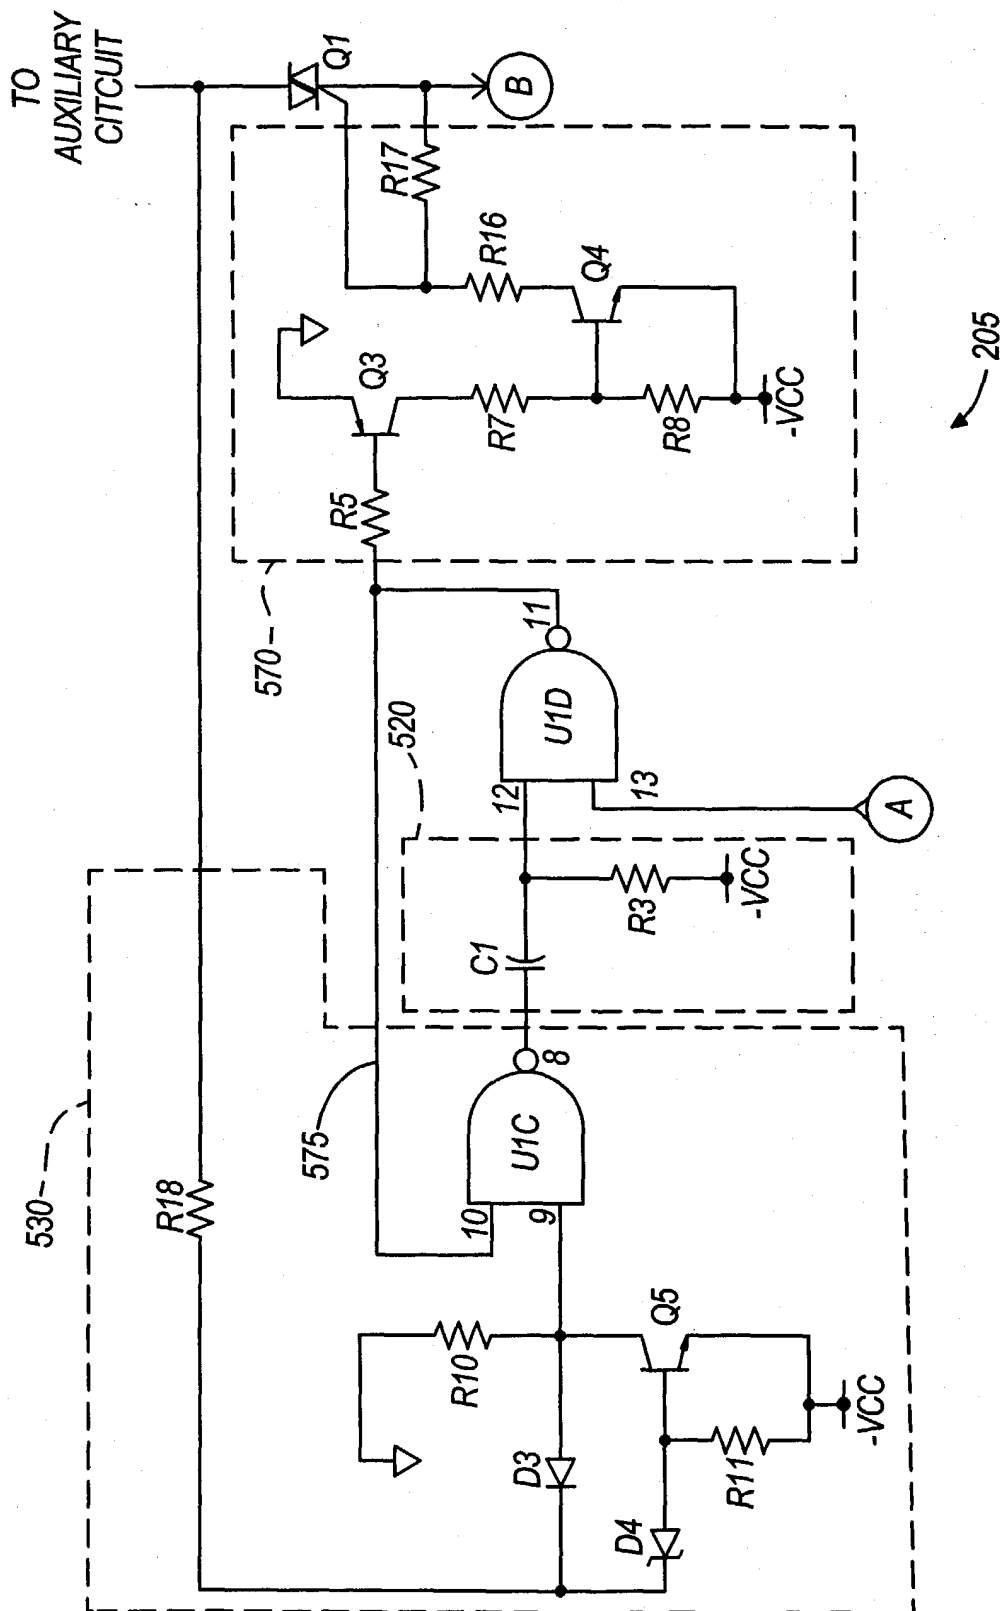 TO
AUXILIARY
CITCUIT
Q1
B
R17
R16
Q4
Q3
R7
R8
-VCC
R5
205
570
11
520
U1D
12
13
A
C1
R3
-VCC
530
575
8
U1C
R18
10
9
Q5
R10
-VCC
D3
R11
D4